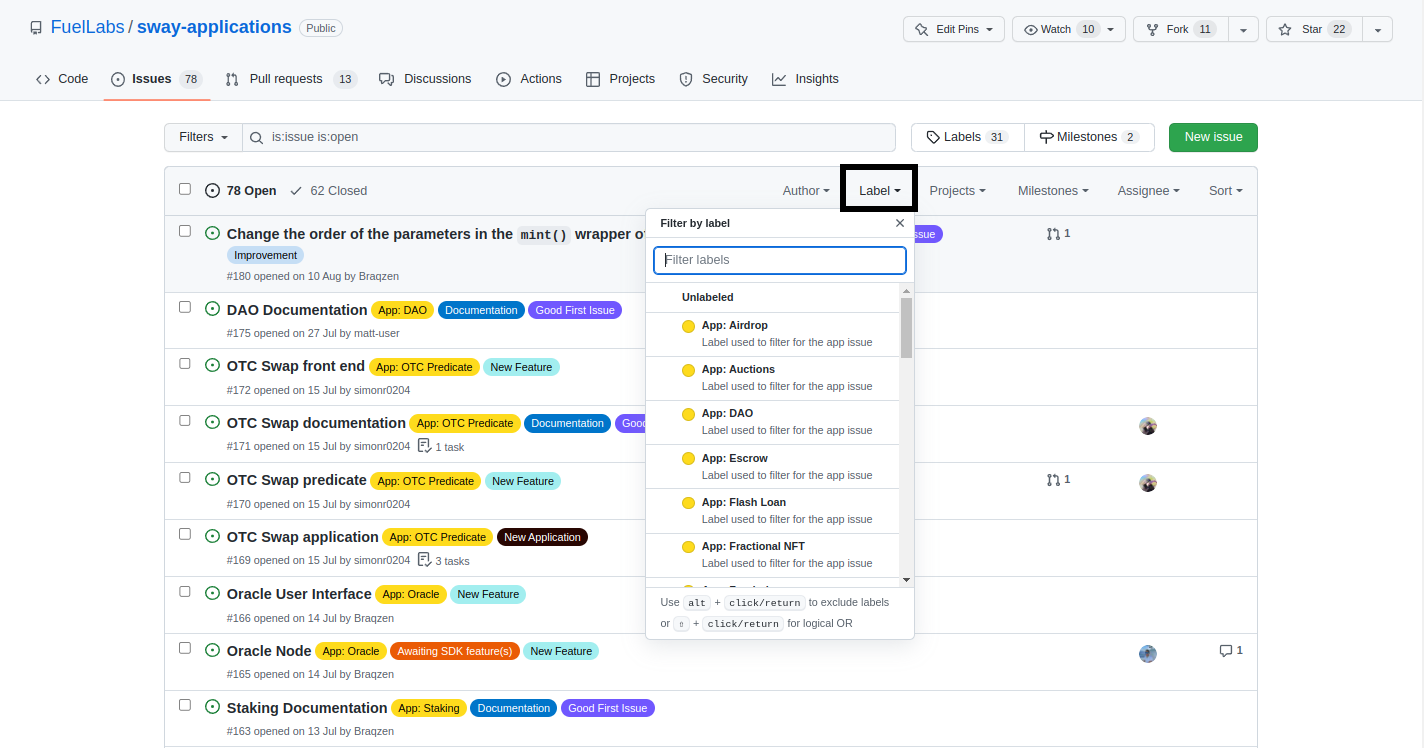 FuelLabs / sway-applications Public
Edit Pins Watch 10 Fork 11 Star 22
Code Issues 78 Pull requests 13 Discussions Actions Projects Security Insights
Filters is:issue is:open Labels 31 Milestones 2 New issue
78 Open 62 Closed Author Label Projects Milestones Assignee Sort
Filter by label
Change the order of the parameters in the mint() wrapper
ssue 1
Improvement
Filter labels
#180 opened on 10 Aug by Braqzen
Unlabeled
DAO Documentation App: DAO Documentation Good First Issue
#175 opened on 27 Jul by matt-user
App: Airdrop
Label used to filter for the app issue
OTC Swap front end App: OTC Predicate New Feature
#172 opened on 15 Jul by simonr0204
App: Auctions
Label used to filter for the app issue
OTC Swap documentation App: OTC Predicate Documentation Goo
#171 opened on 15 Jul by simonr0204 1 task
App: DAO
Label used to filter for the app issue
App: Escrow
Label used to filter for the app issue
OTC Swap predicate App: OTC Predicate New Feature 1
#170 opened on 15 Jul by simonr0204
App: Flash Loan
Label used to filter for the app issue
OTC Swap application App: OTC Predicate New Application
#169 opened on 15 Jul by simonr0204 3 tasks
App: Fractional NFT
Label used to filter for the app issue
Oracle User Interface App: Oracle New Feature
#166 opened on 14 Jul by Braqzen
Use alt + click/return to exclude labels
or ⇧ + click/return for logical OR
Oracle Node App: Oracle Awaiting SDK feature(s) New Feature 1
#165 opened on 14 Jul by Braqzen
Staking Documentation App: Staking Documentation Good First Issue
#163 opened on 13 Jul by Braqzen